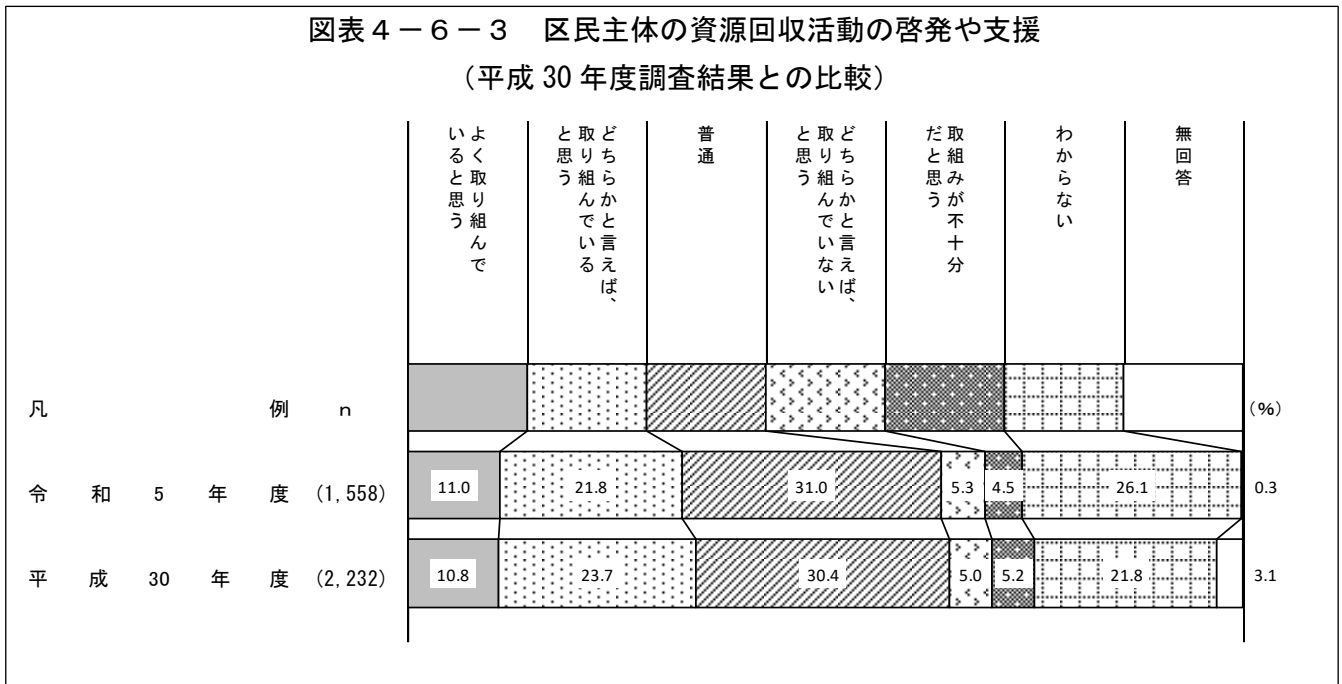 図表４－６－３　区民主体の資源回収活動の啓発や支援
（平成 30 年度調査結果との比較）
よく取り組んで
いると思う
どちらかと言えば、
取り組んでいる
と思う
普通
どちらかと言えば、
取り組んでいない
と思う
取組みが不十分
だと思う
わからない
無回答
凡例 n
(%)
令和5年度 (1,558) 11.0 21.8 31.0 5.3 4.5 26.1 0.3
平成30年度 (2,232) 10.8 23.7 30.4 5.0 5.2 21.8 3.1